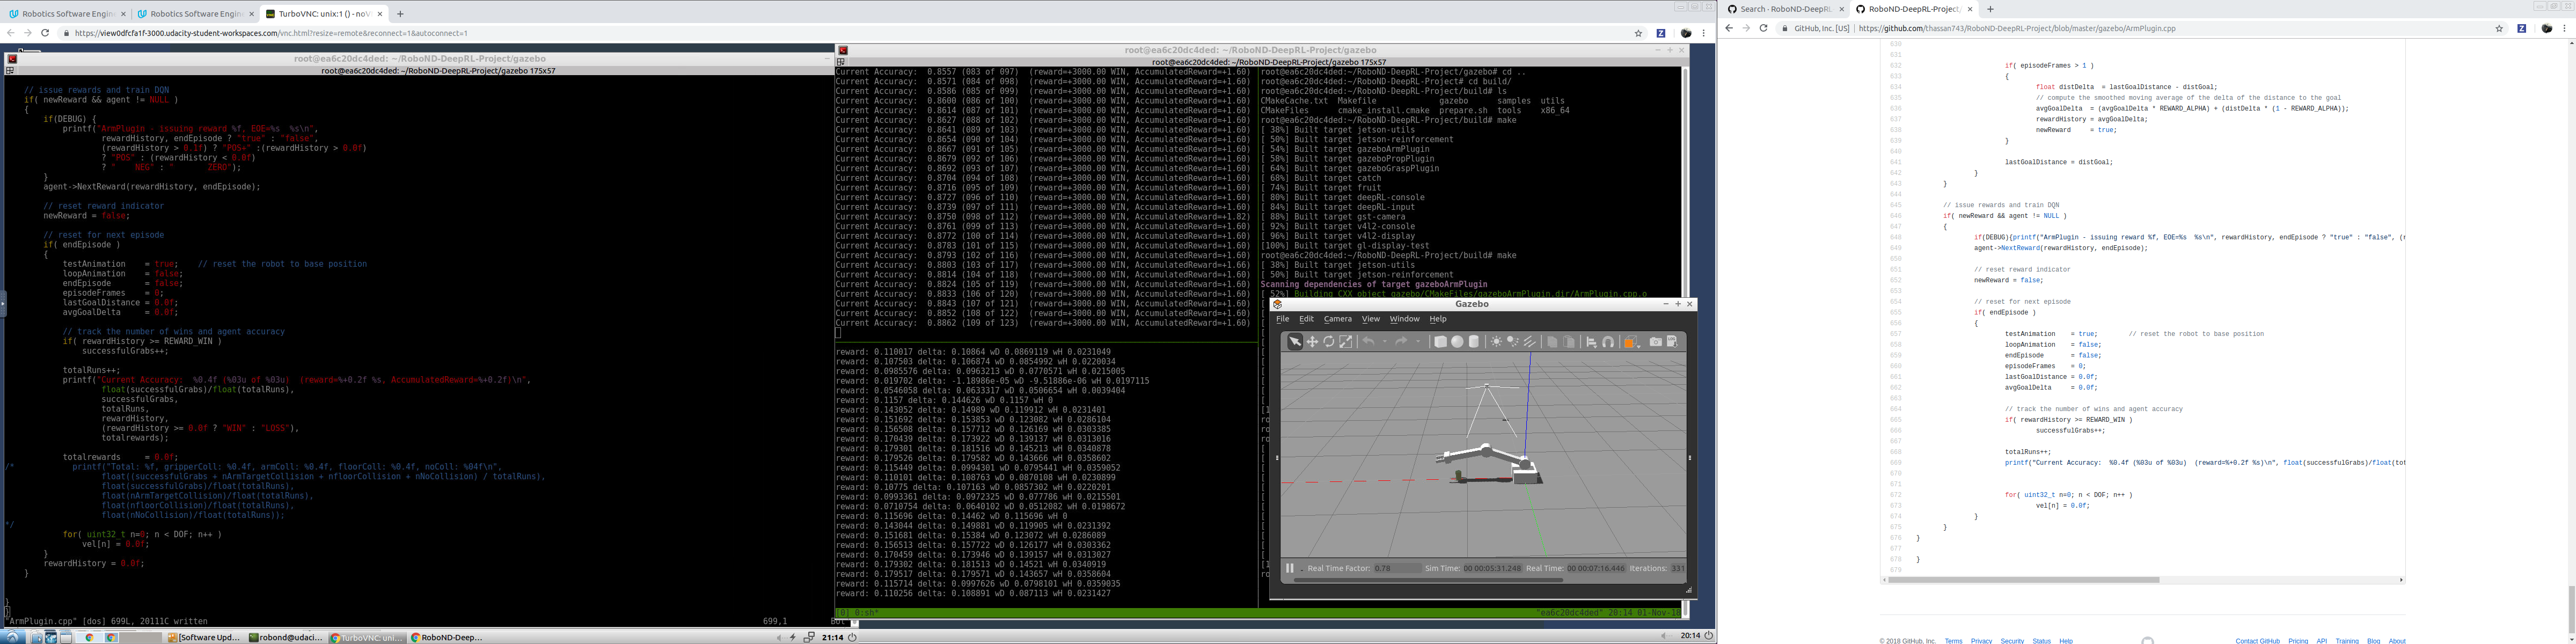 Robotics Software Engin
Robotics Software Engin
TurboVNC: unix:1 () - noV
https://view0dfcfa1f-3000.udacity-student-workspaces.com/vnc.html?resize=remote&reconnect=1&autoconnect=1
root@ea6c20dc4ded: ~/RoboND-DeepRL-Project/gazebo
root@ea6c20dc4ded: ~/RoboND-DeepRL-Project/gazebo 175x57
// issue rewards and train DQN
if( newReward && agent != NULL )
{
if(DEBUG) {
printf("ArmPlugin - issuing reward %f, EOE=%s  %s\n",
rewardHistory, endEpisode ? "true" : "false",
(rewardHistory > 0.1f) ? "POS+" :(rewardHistory > 0.0f)
? "POS" : (rewardHistory < 0.0f)
? "    NEG" : "       ZERO");
}
agent->NextReward(rewardHistory, endEpisode);
// reset reward indicator
newReward = false;
// reset for next episode
if( endEpisode )
{
testAnimation    = true;    // reset the robot to base position
loopAnimation    = false;
endEpisode       = false;
episodeFrames    = 0;
lastGoalDistance = 0.0f;
avgGoalDelta     = 0.0f;
// track the number of wins and agent accuracy
if( rewardHistory >= REWARD_WIN )
successfulGrabs++;
totalRuns++;
printf("Current Accuracy:  %0.4f (%03u of %03u)  (reward=%+0.2f %s, AccumulatedReward=%+0.2f)\n",
float(successfulGrabs)/float(totalRuns),
successfulGrabs,
totalRuns,
rewardHistory,
(rewardHistory >= 0.0f ? "WIN" : "LOSS"),
totalrewards);
totalrewards     = 0.0f;
/*            printf("Total: %f, gripperColl: %0.4f, armColl: %0.4f, floorColl: %0.4f, noColl: %04f\n",
float((successfulGrabs + nArmTargetCollision + nfloorCollision + nNoCollision) / totalRuns),
float(successfulGrabs)/float(totalRuns),
float(nArmTargetCollision)/float(totalRuns),
float(nfloorCollision)/float(totalRuns),
float(nNoCollision)/float(totalRuns));
*/
for( uint32_t n=0; n < DOF; n++ )
vel[n] = 0.0f;
}
rewardHistory = 0.0f;
}
}
}
"ArmPlugin.cpp" [dos] 699L, 20111C written
699,1
Bot
root@ea6c20dc4ded: ~/RoboND-DeepRL-Project/gazebo
root@ea6c20dc4ded: ~/RoboND-DeepRL-Project/gazebo 175x57
Current Accuracy:  0.8557 (083 of 097)  (reward=+3000.00 WIN, AccumulatedReward=+1.60)
Current Accuracy:  0.8571 (084 of 098)  (reward=+3000.00 WIN, AccumulatedReward=+1.60)
Current Accuracy:  0.8586 (085 of 099)  (reward=+3000.00 WIN, AccumulatedReward=+1.60)
Current Accuracy:  0.8600 (086 of 100)  (reward=+3000.00 WIN, AccumulatedReward=+1.60)
Current Accuracy:  0.8614 (087 of 101)  (reward=+3000.00 WIN, AccumulatedReward=+1.60)
Current Accuracy:  0.8627 (088 of 102)  (reward=+3000.00 WIN, AccumulatedReward=+1.60)
Current Accuracy:  0.8641 (089 of 103)  (reward=+3000.00 WIN, AccumulatedReward=+1.60)
Current Accuracy:  0.8654 (090 of 104)  (reward=+3000.00 WIN, AccumulatedReward=+1.60)
Current Accuracy:  0.8667 (091 of 105)  (reward=+3000.00 WIN, AccumulatedReward=+1.60)
Current Accuracy:  0.8679 (092 of 106)  (reward=+3000.00 WIN, AccumulatedReward=+1.60)
Current Accuracy:  0.8692 (093 of 107)  (reward=+3000.00 WIN, AccumulatedReward=+1.60)
Current Accuracy:  0.8704 (094 of 108)  (reward=+3000.00 WIN, AccumulatedReward=+1.60)
Current Accuracy:  0.8716 (095 of 109)  (reward=+3000.00 WIN, AccumulatedReward=+1.60)
Current Accuracy:  0.8727 (096 of 110)  (reward=+3000.00 WIN, AccumulatedReward=+1.60)
Current Accuracy:  0.8739 (097 of 111)  (reward=+3000.00 WIN, AccumulatedReward=+1.60)
Current Accuracy:  0.8750 (098 of 112)  (reward=+3000.00 WIN, AccumulatedReward=+1.82)
Current Accuracy:  0.8761 (099 of 113)  (reward=+3000.00 WIN, AccumulatedReward=+1.60)
Current Accuracy:  0.8772 (100 of 114)  (reward=+3000.00 WIN, AccumulatedReward=+1.60)
Current Accuracy:  0.8783 (101 of 115)  (reward=+3000.00 WIN, AccumulatedReward=+1.60)
Current Accuracy:  0.8793 (102 of 116)  (reward=+3000.00 WIN, AccumulatedReward=+1.60)
Current Accuracy:  0.8803 (103 of 117)  (reward=+3000.00 WIN, AccumulatedReward=+1.66)
Current Accuracy:  0.8814 (104 of 118)  (reward=+3000.00 WIN, AccumulatedReward=+1.60)
Current Accuracy:  0.8824 (105 of 119)  (reward=+3000.00 WIN, AccumulatedReward=+1.60)
Current Accuracy:  0.8833 (106 of 120)  (reward=+3000.00 WIN, AccumulatedReward=+1.60)
Current Accuracy:  0.8843 (107 of 121)  (reward=+3000.00 WIN, AccumulatedReward=+1.60)
Current Accuracy:  0.8852 (108 of 122)  (reward=+3000.00 WIN, AccumulatedReward=+1.60)
Current Accuracy:  0.8862 (109 of 123)  (reward=+3000.00 WIN, AccumulatedReward=+1.60)
reward: 0.110017 delta: 0.10864 wD 0.0869119 wH 0.0231049
reward: 0.107503 delta: 0.106874 wD 0.0854992 wH 0.0220034
reward: 0.0985576 delta: 0.0963213 wD 0.0770571 wH 0.0215005
reward: 0.019702 delta: -1.18986e-05 wD -9.51886e-06 wH 0.0197115
reward: 0.0546058 delta: 0.0633317 wD 0.0506654 wH 0.0039404
reward: 0.1157 delta: 0.144626 wD 0.1157 wH 0
reward: 0.143052 delta: 0.14989 wD 0.119912 wH 0.0231401
reward: 0.151692 delta: 0.153853 wD 0.123082 wH 0.0286104
reward: 0.156508 delta: 0.157712 wD 0.126169 wH 0.0303385
reward: 0.170439 delta: 0.173922 wD 0.139137 wH 0.0313016
reward: 0.179301 delta: 0.181516 wD 0.145213 wH 0.0340878
reward: 0.179526 delta: 0.179582 wD 0.143666 wH 0.0358602
reward: 0.115449 delta: 0.0994301 wD 0.0795441 wH 0.0359052
reward: 0.110101 delta: 0.108763 wD 0.0870108 wH 0.0230899
reward: 0.10775 delta: 0.107163 wD 0.0857302 wH 0.0220201
reward: 0.0993361 delta: 0.0972325 wD 0.077786 wH 0.0215501
reward: 0.0710754 delta: 0.0640102 wD 0.0512082 wH 0.0198672
reward: 0.115696 delta: 0.14462 wD 0.115696 wH 0
reward: 0.143044 delta: 0.149881 wD 0.119905 wH 0.0231392
reward: 0.151681 delta: 0.15384 wD 0.123072 wH 0.0286089
reward: 0.156513 delta: 0.157722 wD 0.126177 wH 0.0303362
reward: 0.170459 delta: 0.173946 wD 0.139157 wH 0.0313027
reward: 0.179302 delta: 0.181513 wD 0.14521 wH 0.0340919
reward: 0.179517 delta: 0.179571 wD 0.143657 wH 0.0358604
reward: 0.115714 delta: 0.0997626 wD 0.0798101 wH 0.0359035
reward: 0.110256 delta: 0.108891 wD 0.087113 wH 0.0231427
[0] 0:sh*
"ea6c20dc4ded" 20:14 01-Nov-18
root@ea6c20dc4ded:~/RoboND-DeepRL-Project/gazebo# cd ..
root@ea6c20dc4ded:~/RoboND-DeepRL-Project# cd build/
root@ea6c20dc4ded:~/RoboND-DeepRL-Project/build# ls
CMakeCache.txt  Makefile             gazebo      samples  utils
CMakeFiles      cmake_install.cmake  prepare.sh  tools    x86_64
root@ea6c20dc4ded:~/RoboND-DeepRL-Project/build# make
[ 38%] Built target jetson-utils
[ 50%] Built target jetson-reinforcement
[ 54%] Built target gazeboArmPlugin
[ 58%] Built target gazeboPropPlugin
[ 64%] Built target gazeboGraspPlugin
[ 68%] Built target catch
[ 74%] Built target fruit
[ 80%] Built target deepRL-console
[ 84%] Built target deepRL-input
[ 88%] Built target gst-camera
[ 92%] Built target v4l2-console
[ 96%] Built target v4l2-display
[100%] Built target gl-display-test
root@ea6c20dc4ded:~/RoboND-DeepRL-Project/build# make
[ 38%] Built target jetson-utils
[ 50%] Built target jetson-reinforcement
Scanning dependencies of target gazeboArmPlugin
[ 52%] Building CXX object gazebo/CMakeFiles/gazeboArmPlugin.dir/ArmPlugin.cpp.o
Gazebo
File Edit Camera View Window Help
Real Time Factor: 0.78 Sim Time: 00 00:05:31.248 Real Time: 00 00:07:16.446 Iterations: 331
[Software Upd...
robond@udaci...
TurboVNC: uni...
RoboND-Deep...
21:14
20:14
Search · RoboND-DeepRL
RoboND-DeepRL-Project/
GitHub, Inc. [US] | https://github.com/thassan743/RoboND-DeepRL-Project/blob/master/gazebo/ArmPlugin.cpp
630
631
632 if( episodeFrames > 1 )
633 {
634 float distDelta  = lastGoalDistance - distGoal;
635 // compute the smoothed moving average of the delta of the distance to the goal
636 avgGoalDelta  = (avgGoalDelta * REWARD_ALPHA) + (distDelta * (1 - REWARD_ALPHA));
637 rewardHistory = avgGoalDelta;
638 newReward     = true;
639 }
640
641 lastGoalDistance = distGoal;
642 }
643 }
644
645 // issue rewards and train DQN
646 if( newReward && agent != NULL )
647 {
648 if(DEBUG){printf("ArmPlugin - issuing reward %f, EOE=%s  %s\n", rewardHistory, endEpisode ? "true" : "false", (r
649 agent->NextReward(rewardHistory, endEpisode);
650
651 // reset reward indicator
652 newReward = false;
653
654 // reset for next episode
655 if( endEpisode )
656 {
657 testAnimation    = true;        // reset the robot to base position
658 loopAnimation    = false;
659 endEpisode       = false;
660 episodeFrames    = 0;
661 lastGoalDistance = 0.0f;
662 avgGoalDelta     = 0.0f;
663
664 // track the number of wins and agent accuracy
665 if( rewardHistory >= REWARD_WIN )
666 successfulGrabs++;
667
668 totalRuns++;
669 printf("Current Accuracy:  %0.4f (%03u of %03u)  (reward=%+0.2f %s)\n", float(successfulGrabs)/float(tot
670
671
672 for( uint32_t n=0; n < DOF; n++ )
673 vel[n] = 0.0f;
674 }
675 }
676 }
677
678 }
679
© 2018 GitHub, Inc. Terms Privacy Security Status Help
Contact GitHub Pricing API Training Blog About